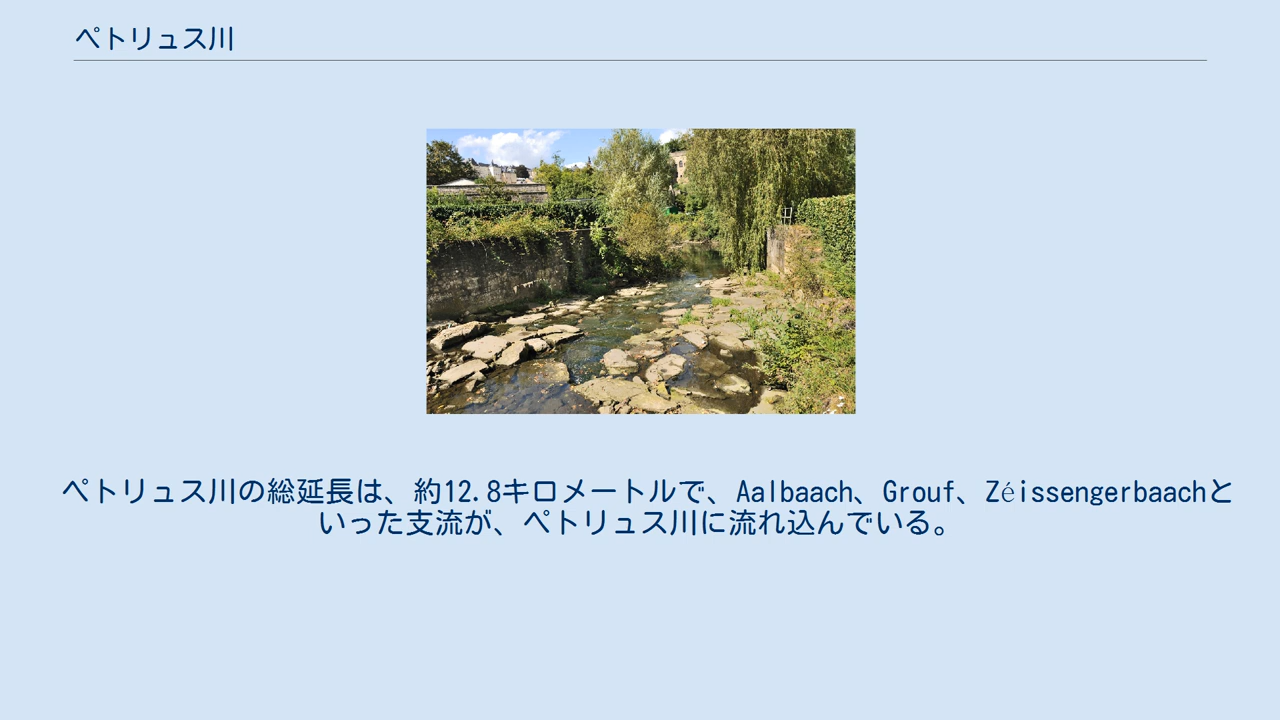 ペトリュス川
ペトリュス川の総延長は、約12.8キロメートルで、Aalbaach、Grouf、Zéissengerbaachと
いった支流が、ペトリュス川に流れ込んでいる。